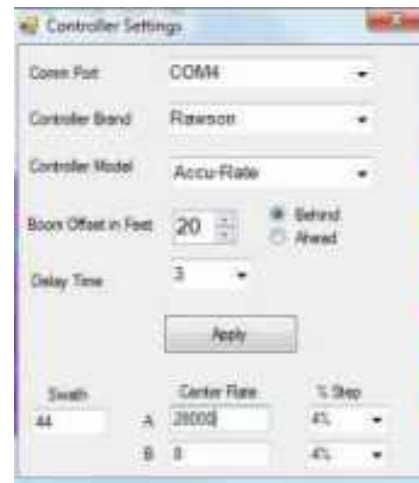 Controller Settings
Comm Port COM4
Controller Brand Rawson
Controller Model Accu-Rate
Boom Offset in Feet 20 Behind
Ahead
Delay Time 3
Apply
Swath Center Rate % Step
44 A 28000 4%
B 0 4%